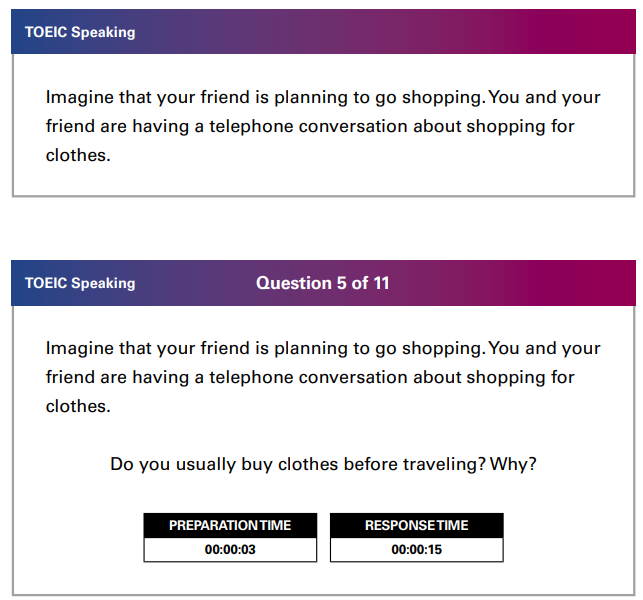 TOEIC Speaking
Imagine that your friend is planning to go shopping. You and your
friend are having a telephone conversation about shopping for
clothes.
TOEIC Speaking
Question 5 of 11
Imagine that your friend is planning to go shopping. You and your
friend are having a telephone conversation about shopping for
clothes.
Do you usually buy clothes before traveling? Why?
PREPARATION TIME
00:00:03
RESPONSE TIME
00:00:15